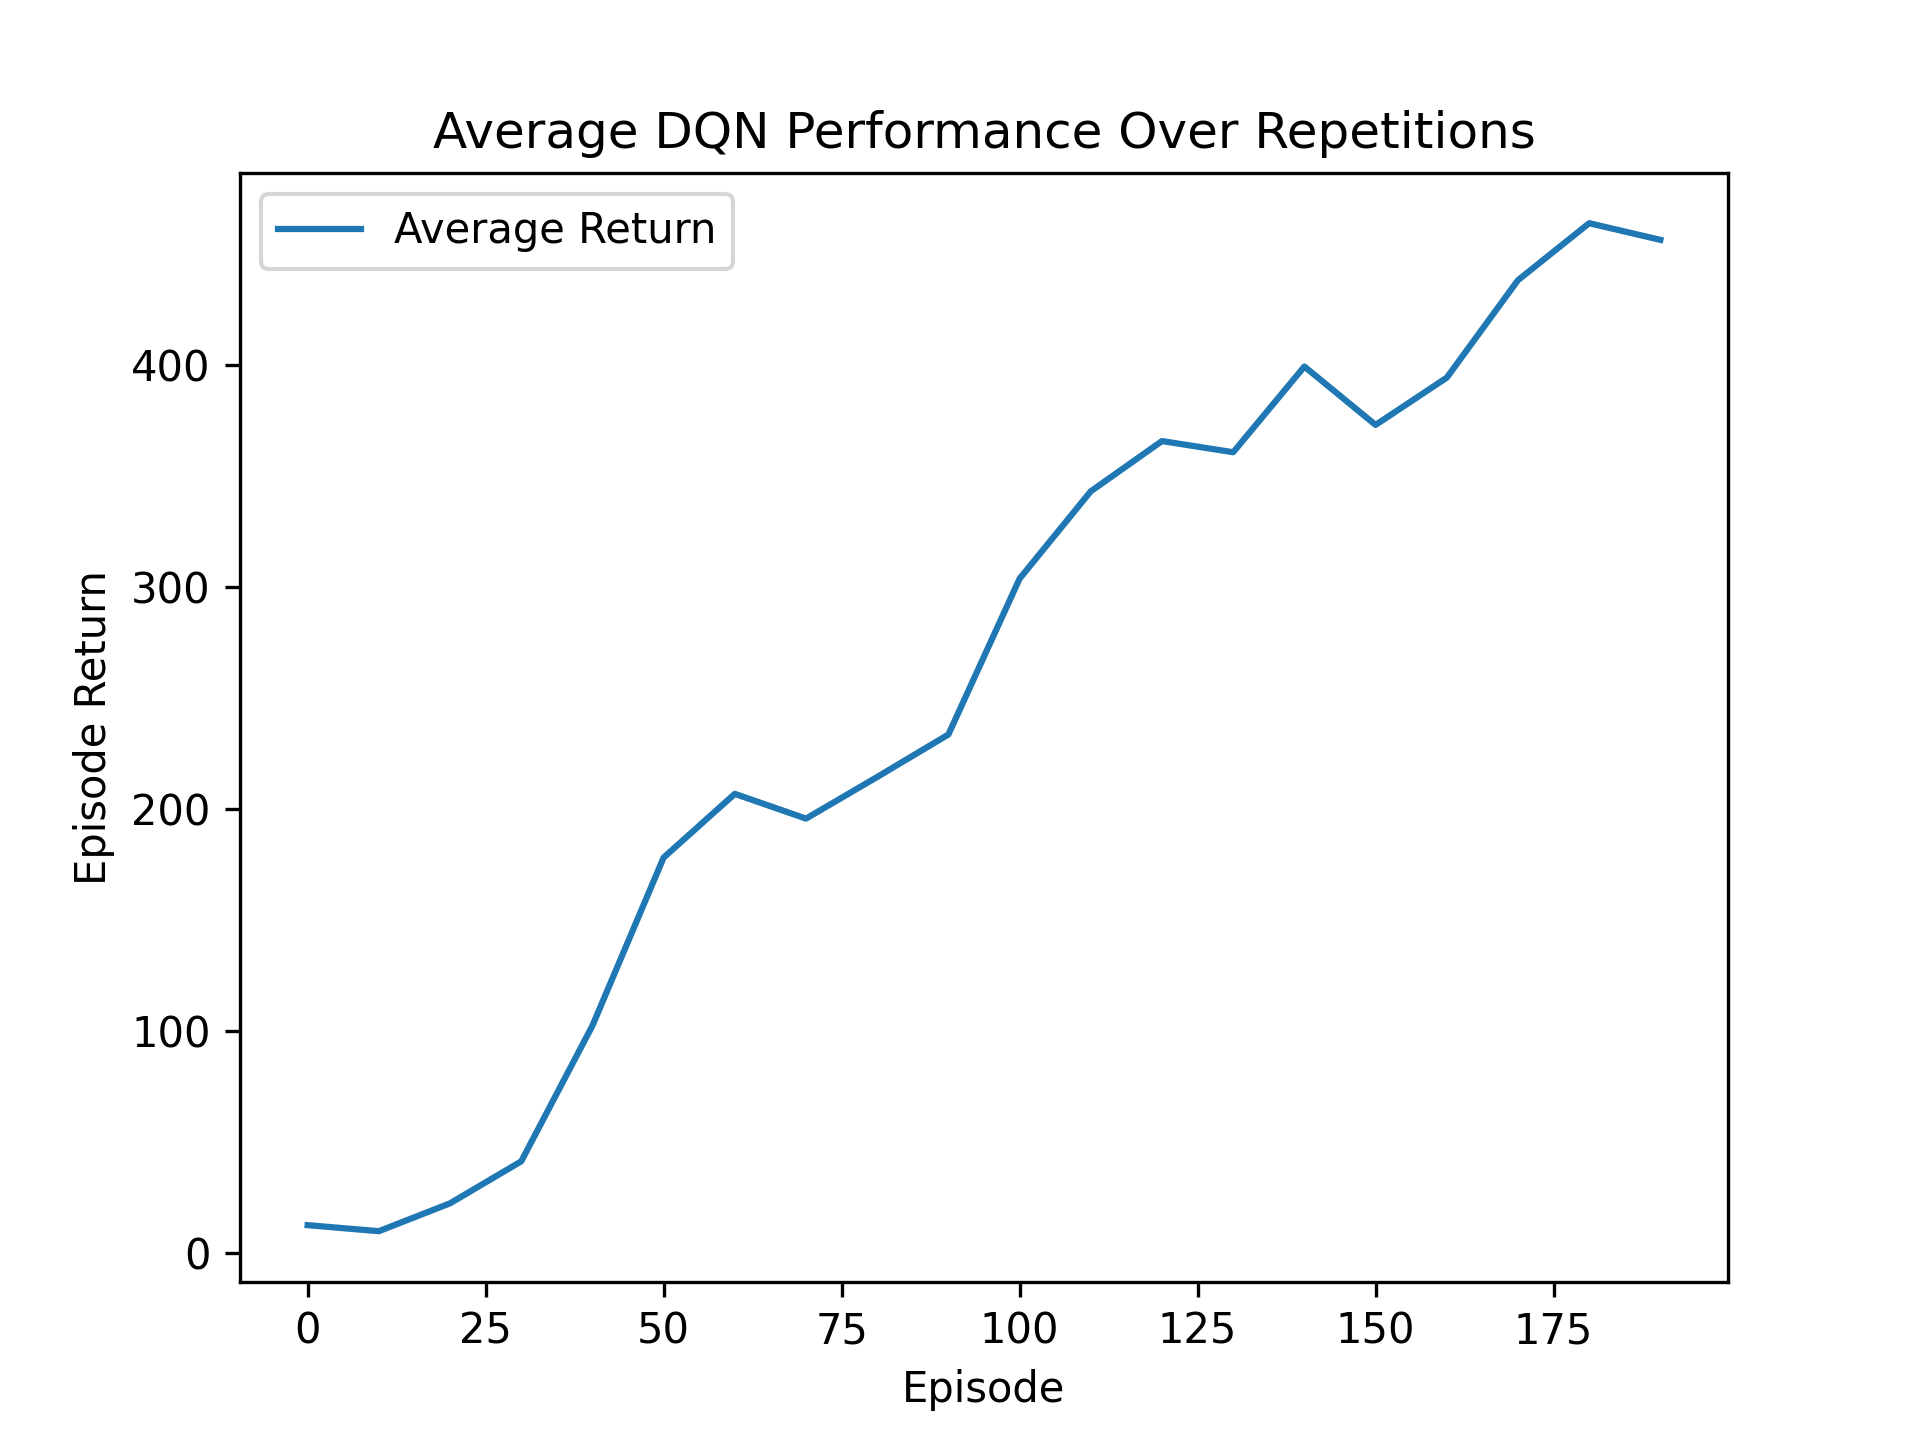 Average DQN Performance Over Repetitions
Average Return
Episode Return
400
300
200
100
0
0 25 50 75 100 125 150 175
Episode